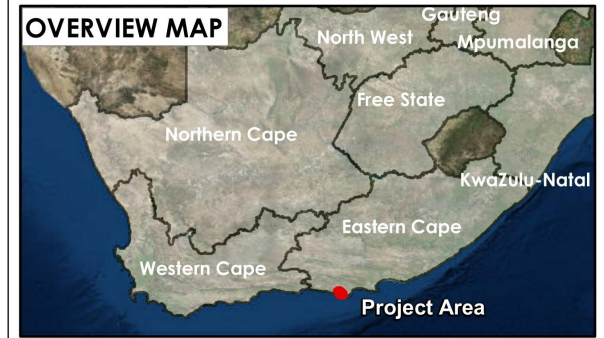 OVERVIEW MAP
Gauteng
North West
Mpumalanga
Free State
Northern Cape
KwaZulu-Natal
Eastern Cape
Western Cape
Project Area